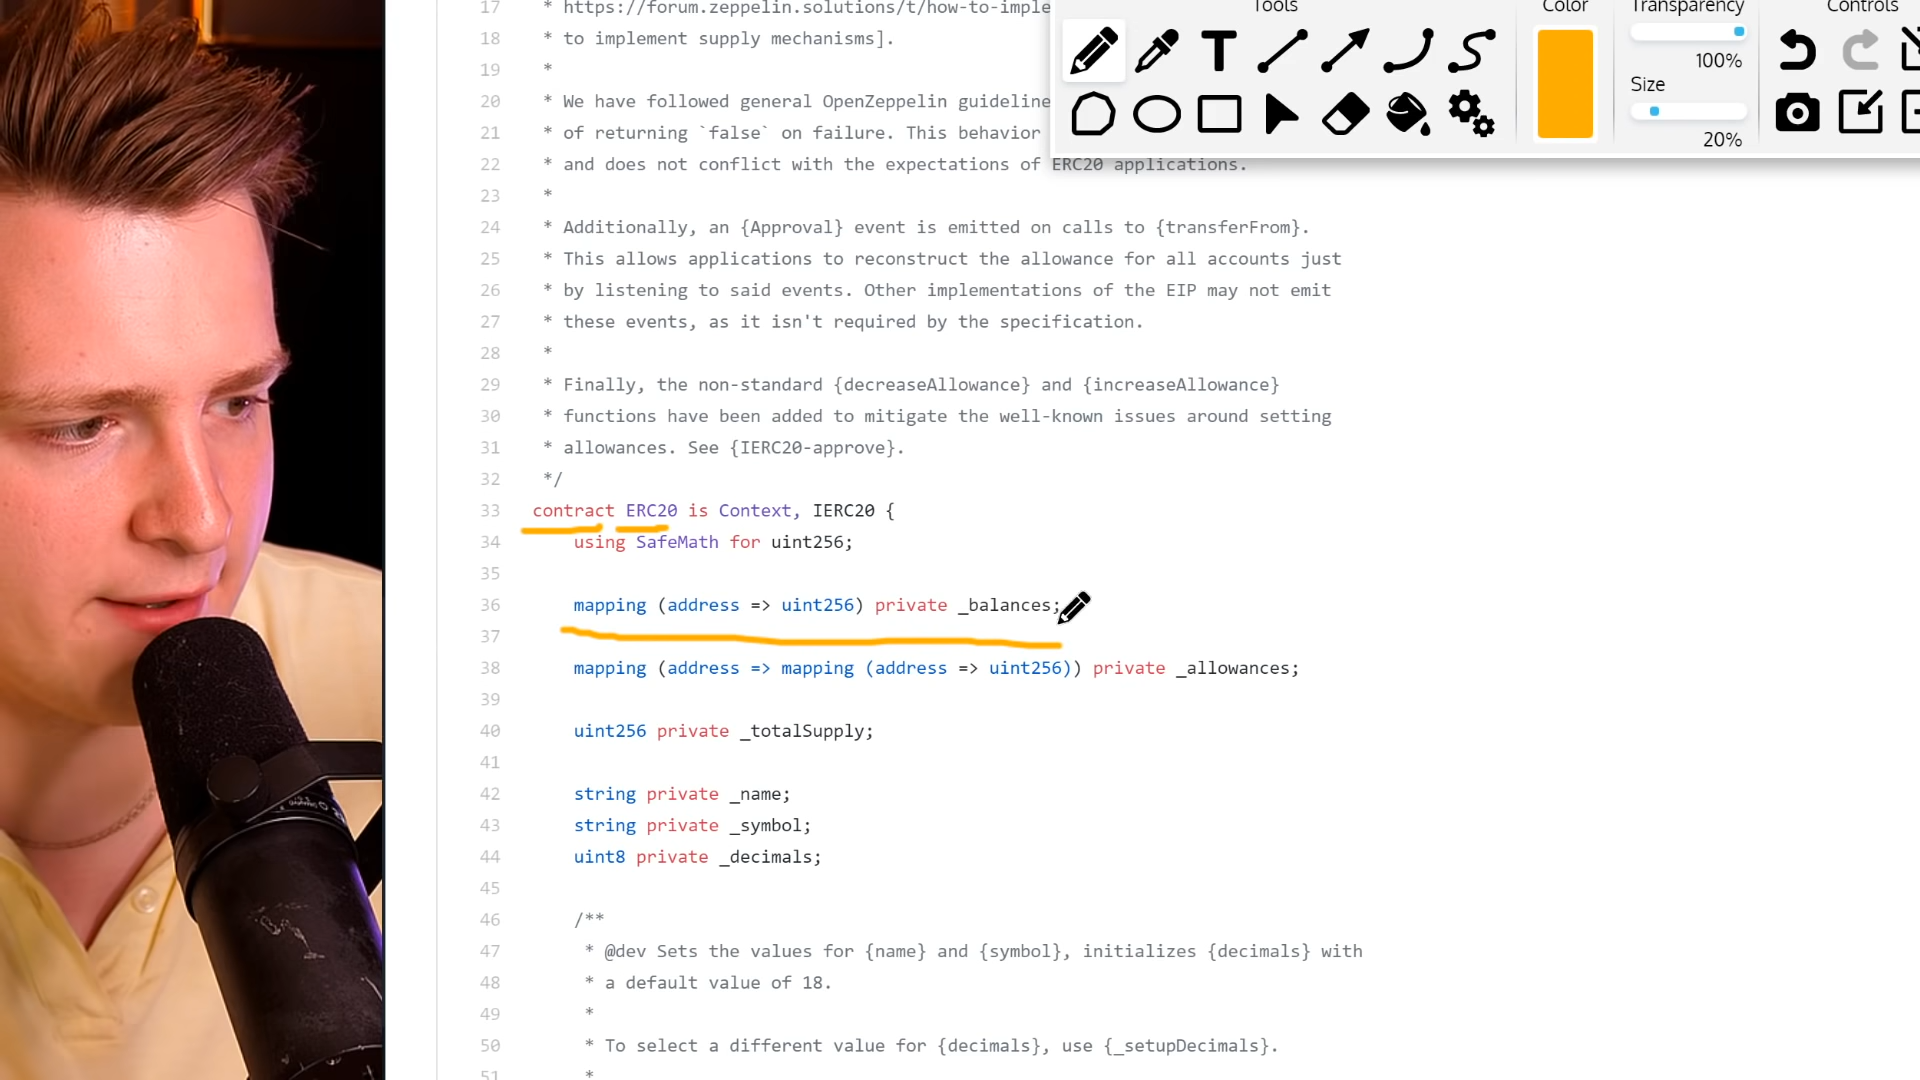 17 * https://forum.zeppelin.solutions/t/how-to-imple
18 * to implement supply mechanisms].
19 *
20 * We have followed general OpenZeppelin guideline
21 * of returning `false` on failure. This behavior
22 * and does not conflict with the expectations of ERC20 applications.
23 *
24 * Additionally, an {Approval} event is emitted on calls to {transferFrom}.
25 * This allows applications to reconstruct the allowance for all accounts just
26 * by listening to said events. Other implementations of the EIP may not emit
27 * these events, as it isn't required by the specification.
28 *
29 * Finally, the non-standard {decreaseAllowance} and {increaseAllowance}
30 * functions have been added to mitigate the well-known issues around setting
31 * allowances. See {IERC20-approve}.
32 */
33 contract ERC20 is Context, IERC20 {
34 using SafeMath for uint256;
35
36 mapping (address => uint256) private _balances;
37
38 mapping (address => mapping (address => uint256)) private _allowances;
39
40 uint256 private _totalSupply;
41
42 string private _name;
43 string private _symbol;
44 uint8 private _decimals;
45
46 /**
47 * @dev Sets the values for {name} and {symbol}, initializes {decimals} with
48 * a default value of 18.
49 *
50 * To select a different value for {decimals}, use {_setupDecimals}.
51 *
Tools
Color
Transparency
100%
Size
20%
Controls